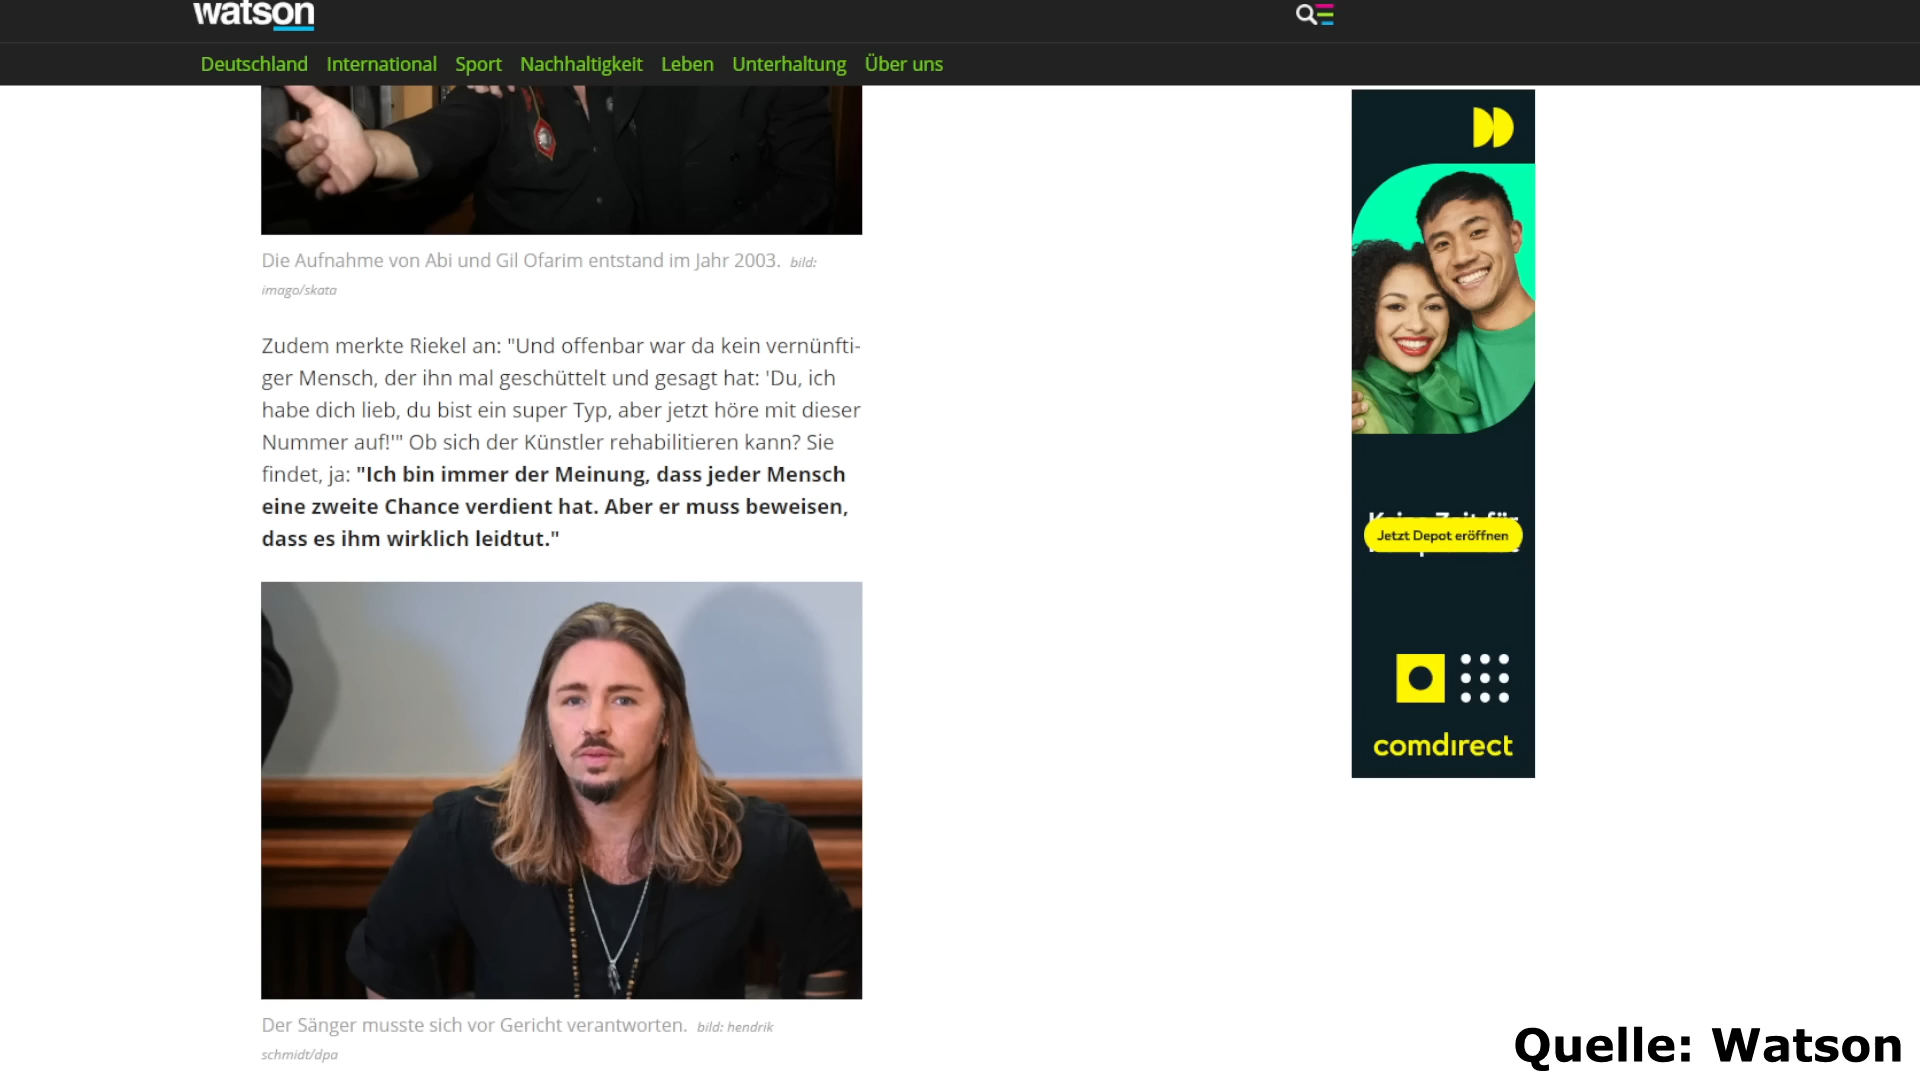 watson
Deutschland International Sport Nachhaltigkeit Leben Unterhaltung Über uns
Die Aufnahme von Abi und Gil Ofarim entstand im Jahr 2003. bild:
imago/skata
Zudem merkte Riekel an: "Und offenbar war da kein vernünfti-
ger Mensch, der ihn mal geschüttelt und gesagt hat: 'Du, ich
habe dich lieb, du bist ein super Typ, aber jetzt höre mit dieser
Nummer auf!'" Ob sich der Künstler rehabilitieren kann? Sie
findet, ja: "Ich bin immer der Meinung, dass jeder Mensch
eine zweite Chance verdient hat. Aber er muss beweisen,
dass es ihm wirklich leidtut."
Der Sänger musste sich vor Gericht verantworten. bild: hendrik
schmidt/dpa
Jetzt Depot eröffnen
comdirect
Quelle: Watson